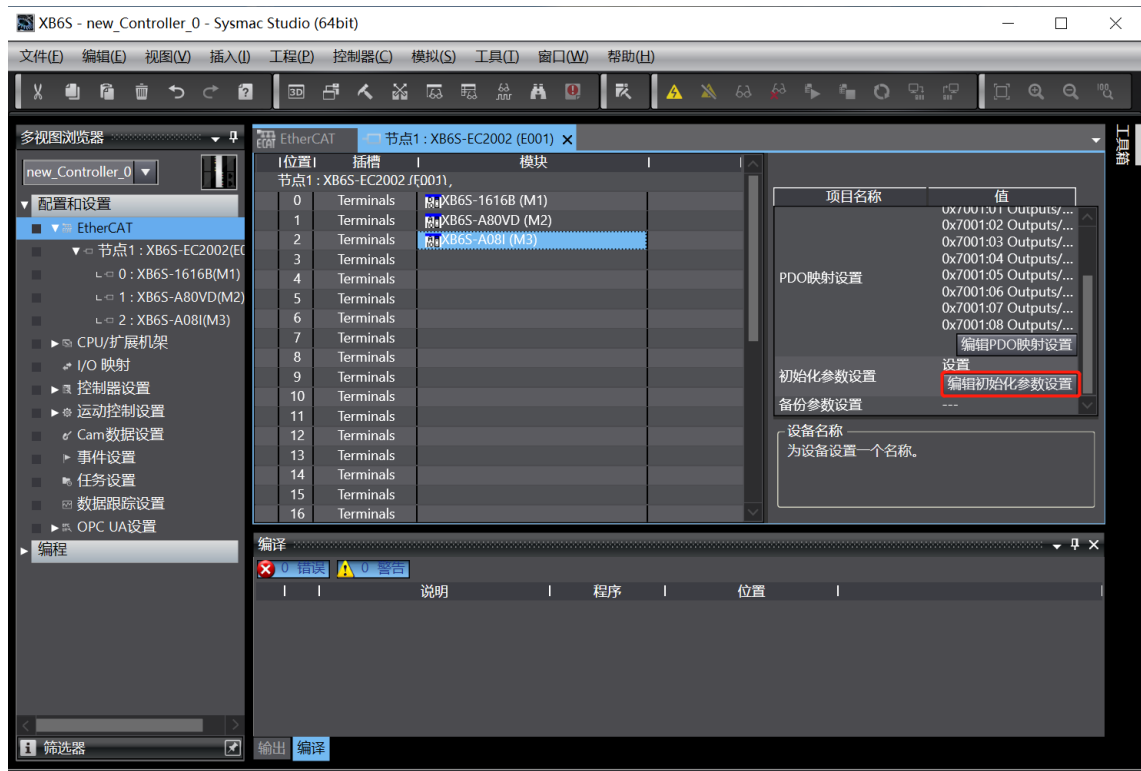 XB6S - new_Controller_0 - Sysmac Studio (64bit)
文件(F) 编辑(E) 视图(V) 插入(I) 工程(P) 控制器(C) 模拟(S) 工具(T) 窗口(W) 帮助(H)
多视图浏览器
new_Controller_0
配置和设置
EtherCAT
节点1 : XB6S-EC2002(E0
0 : XB6S-1616B(M1)
1 : XB6S-A80VD(M2)
2 : XB6S-A08I(M3)
CPU/扩展机架
I/O 映射
控制器设置
运动控制设置
Cam数据设置
事件设置
任务设置
数据跟踪设置
OPC UA设置
编程
筛选器
EtherCAT 节点1 : XB6S-EC2002 (E001)
位置 插槽 模块
节点1 : XB6S-EC2002 (E001)
0 Terminals XB6S-1616B (M1)
1 Terminals XB6S-A80VD (M2)
2 Terminals XB6S-A08I (M3)
3 Terminals
4 Terminals
5 Terminals
6 Terminals
7 Terminals
8 Terminals
9 Terminals
10 Terminals
11 Terminals
12 Terminals
13 Terminals
14 Terminals
15 Terminals
16 Terminals
项目名称 值
0x7001:01 Outputs/...
0x7001:02 Outputs/...
0x7001:03 Outputs/...
0x7001:04 Outputs/...
PDO映射设置 0x7001:05 Outputs/...
0x7001:06 Outputs/...
0x7001:07 Outputs/...
0x7001:08 Outputs/...
编辑PDO映射设置
设置
初始化参数设置 编辑初始化参数设置
备份参数设置 ---
设备名称
为设备设置一个名称。
工具箱
编译
0 错误 0 警告
说明 程序 位置
输出 编译